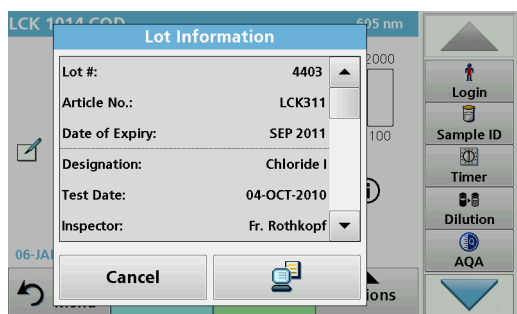 LCK 1014 COD 605 nm
Lot Information
2000
Lot #: 4403
Article No.: LCK311
Date of Expiry: SEP 2011
100
Designation: Chloride I
Test Date: 04-OCT-2010
Inspector: Fr. Rothkopf
06-JA
Cancel
Menu
ions
Login
Sample ID
Timer
Dilution
AQA